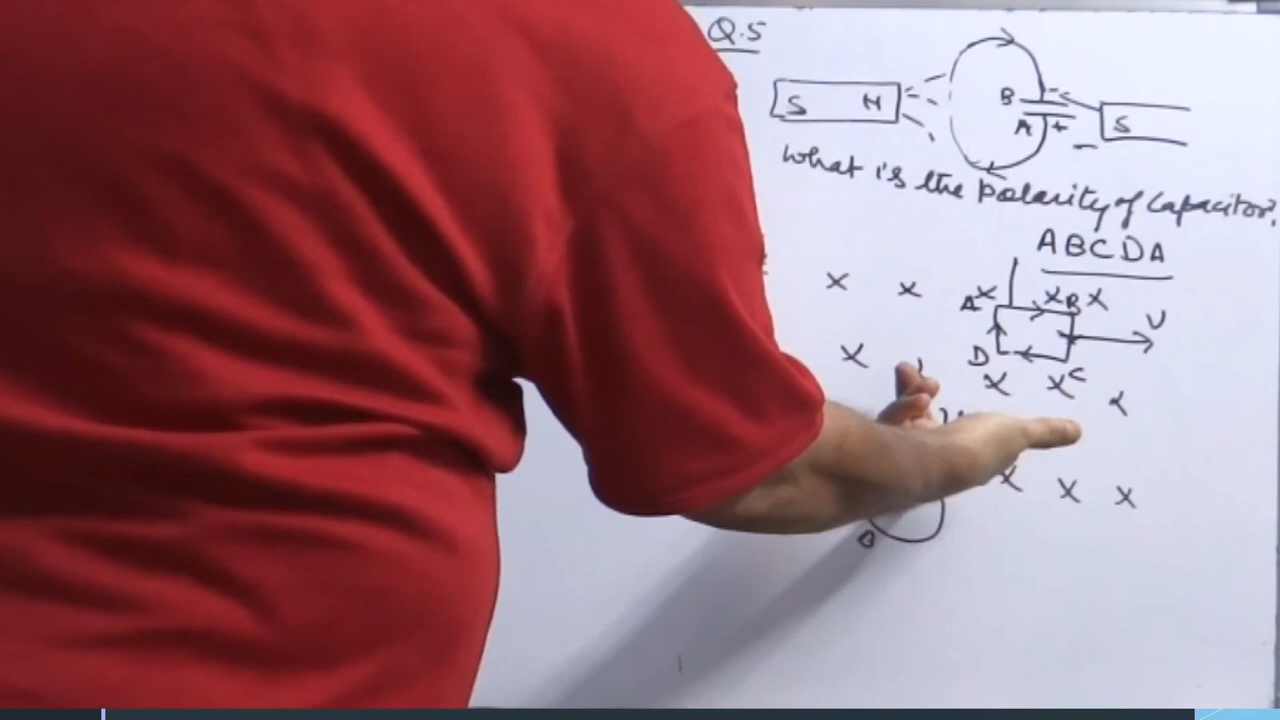 Q.5
S N
B -
A +
S
-
What is the Polarity of Capacitor?
ABCDA
x x x x x
A B
x
v
D
x x C
x x x
B